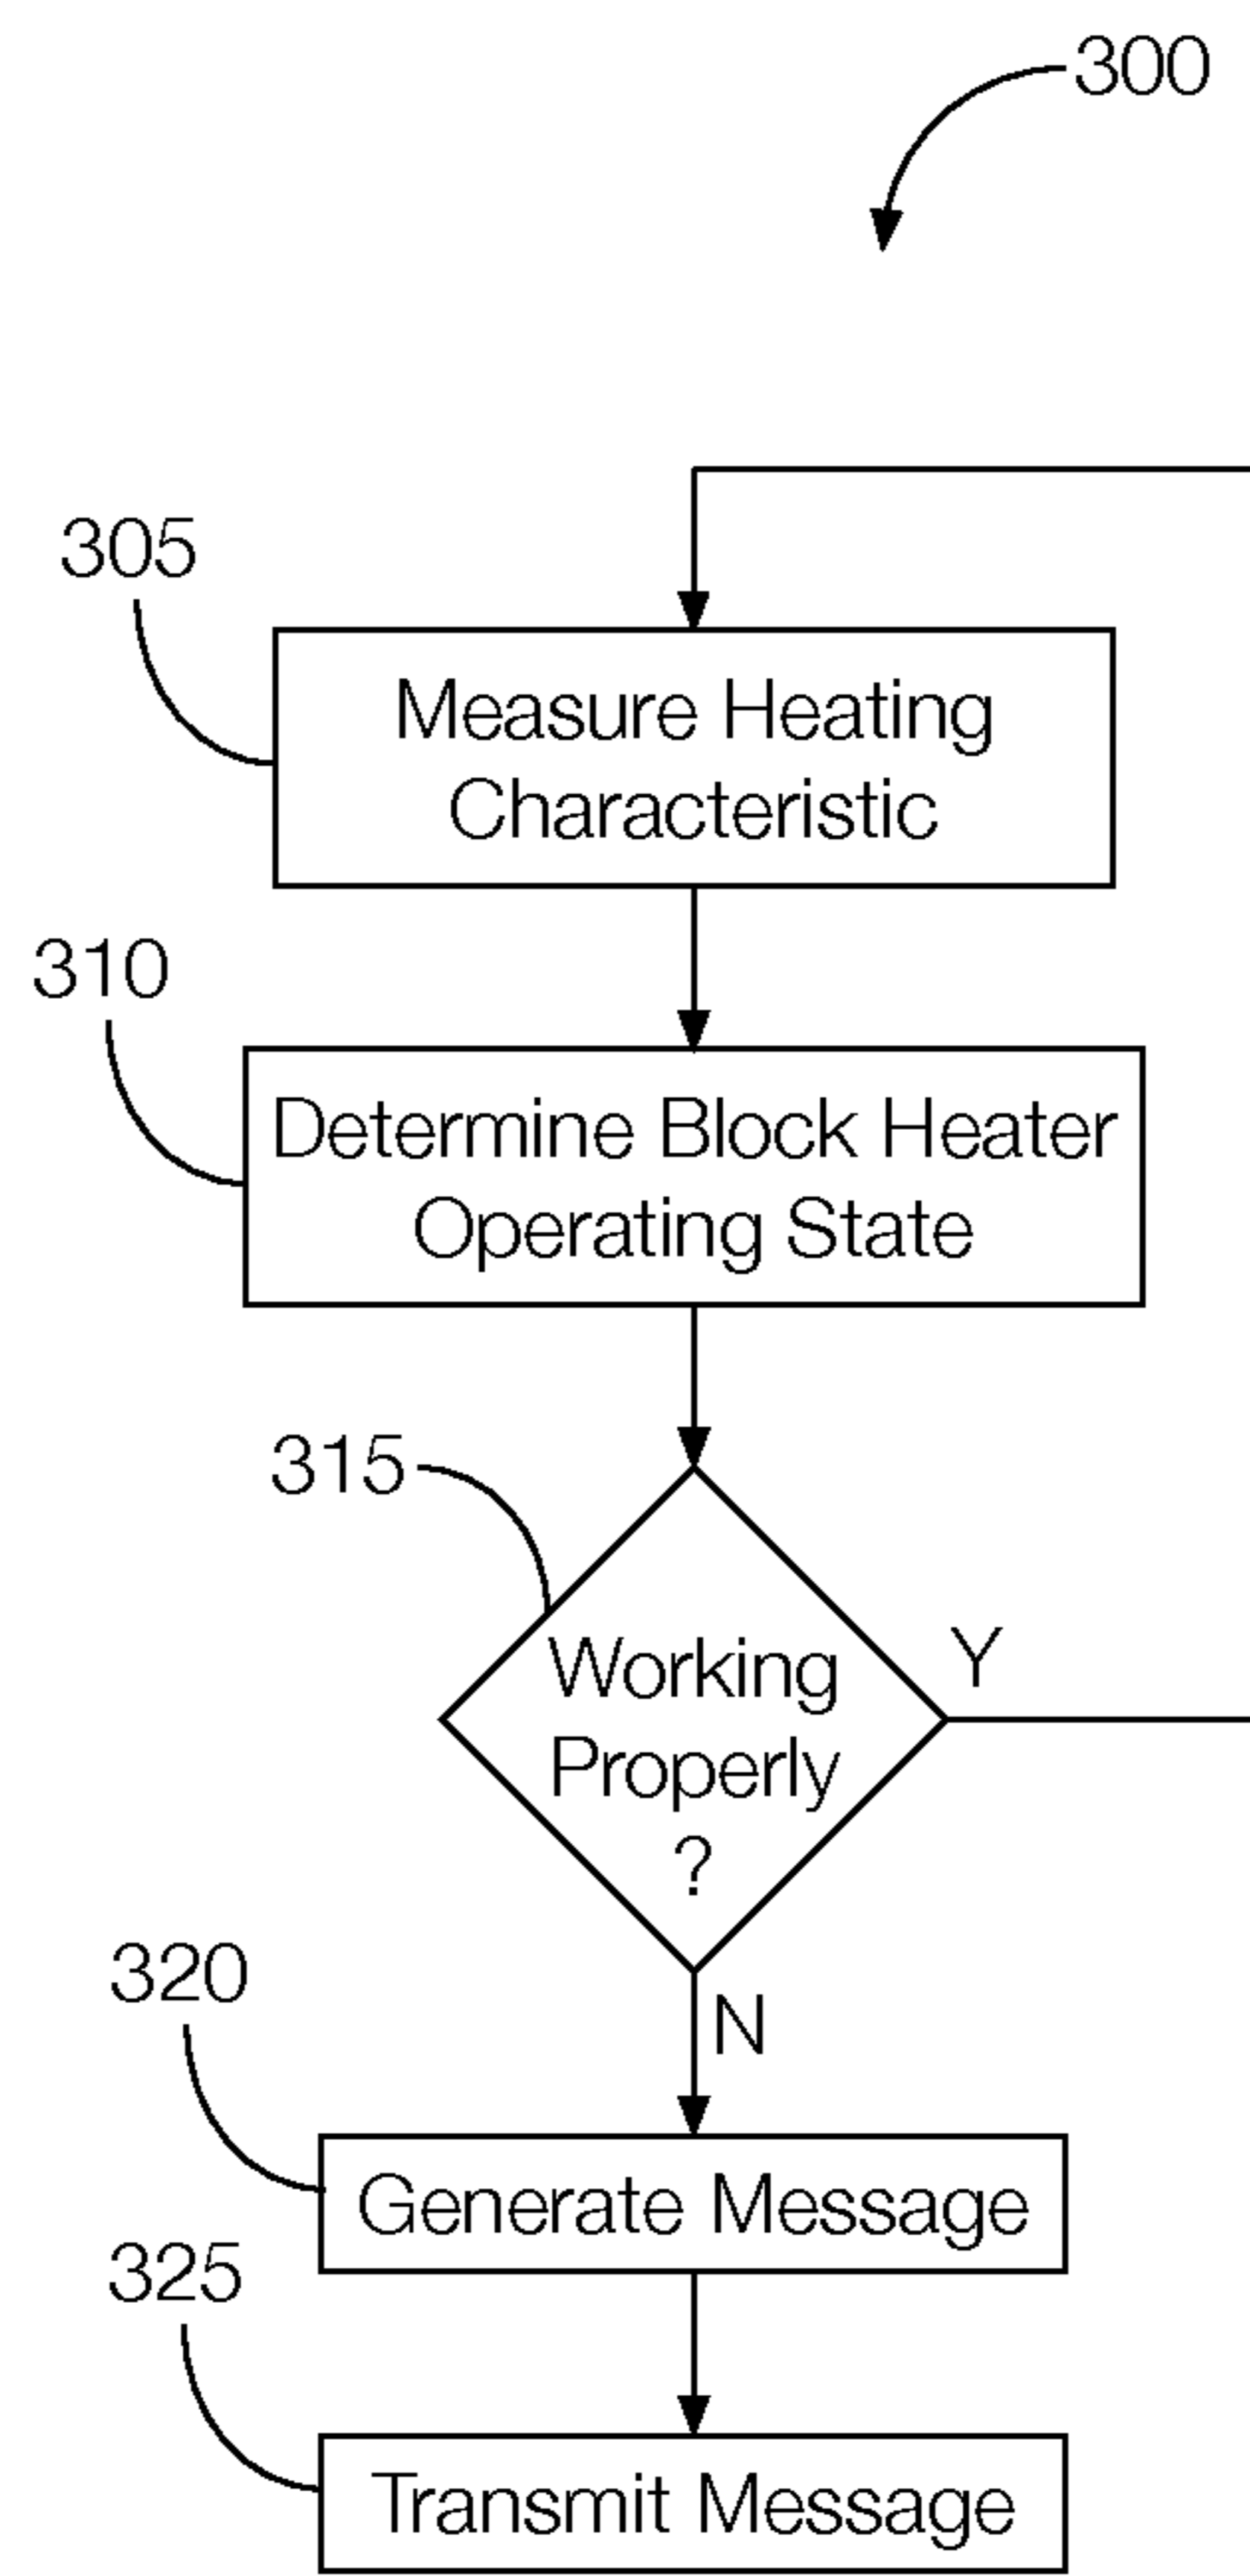 300
305
Measure Heating
Characteristic
310
Determine Block Heater
Operating State
315
Working
Properly
?
Y
N
320
Generate Message
325
Transmit Message